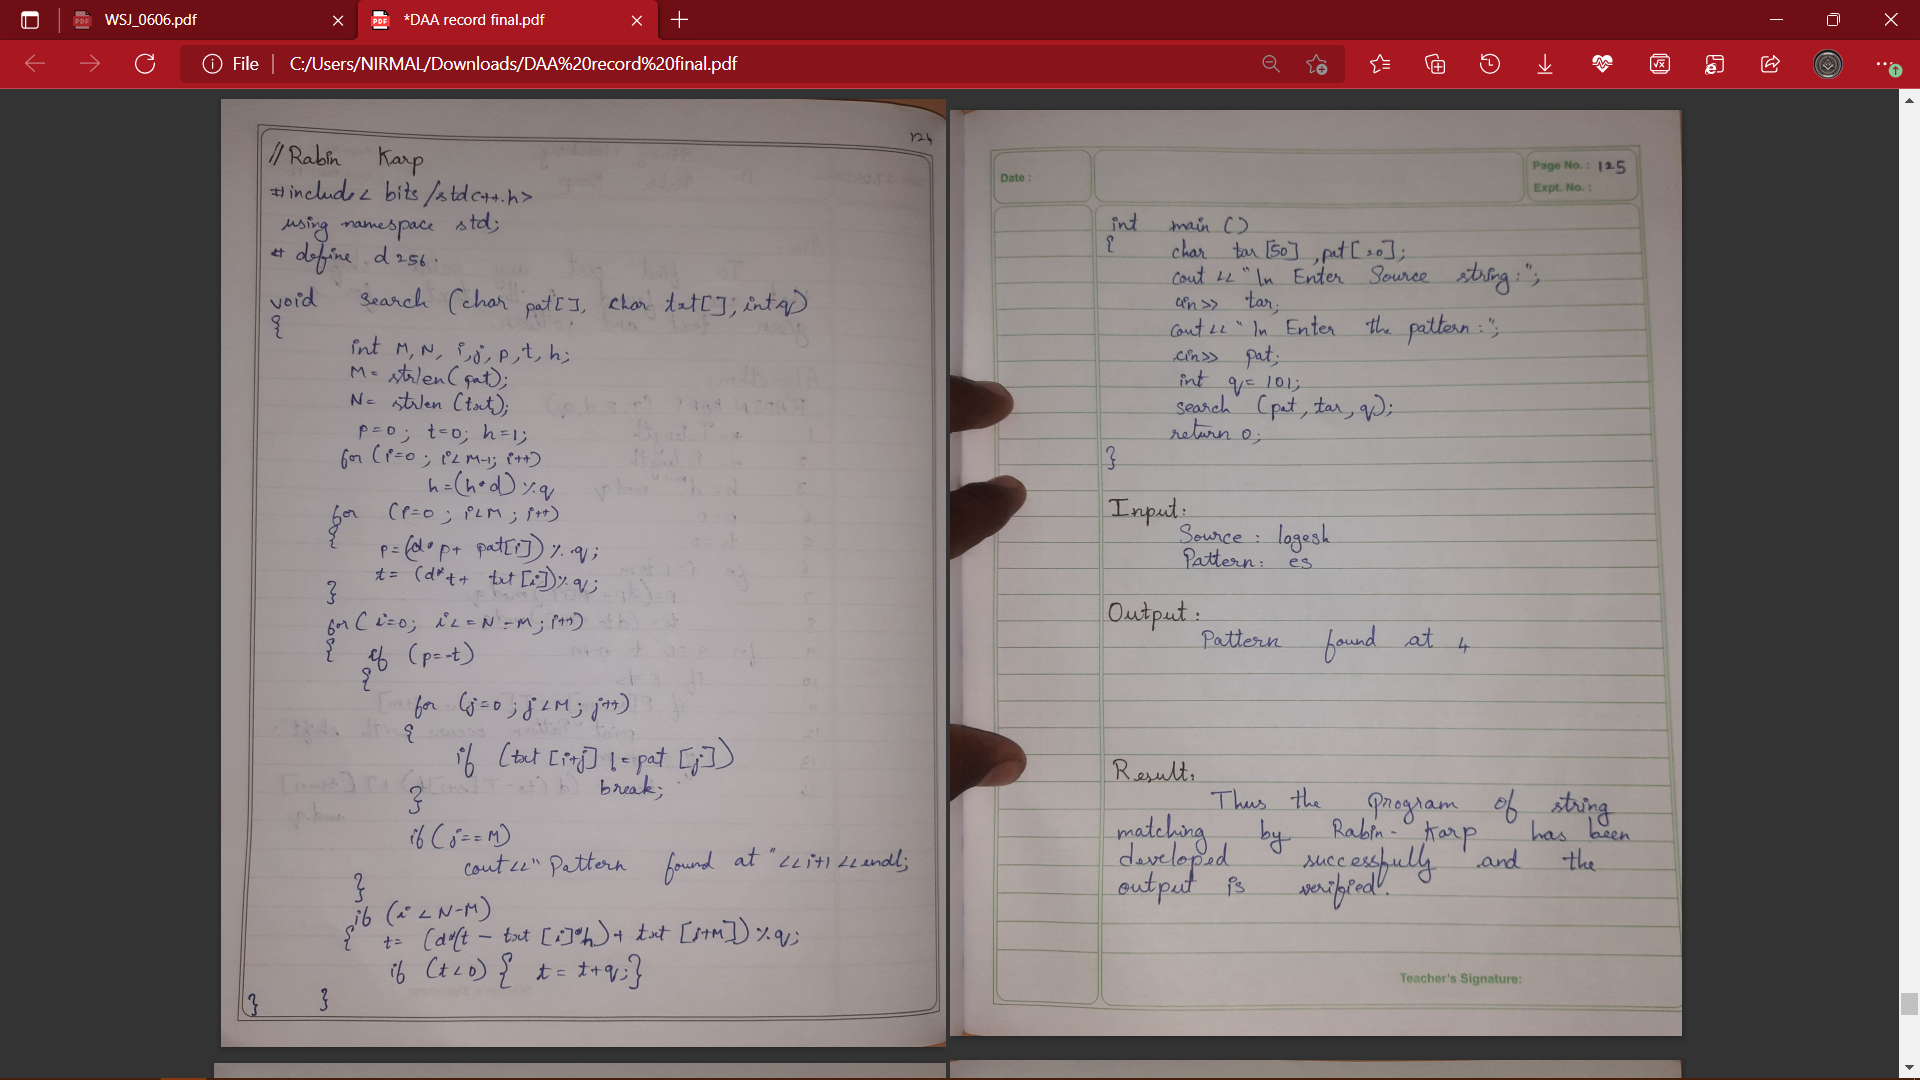 WSJ_0606.pdf
*DAA record final.pdf
File
C:/Users/NIRMAL/Downloads/DAA%20record%20final.pdf
124
// Rabin Karp
#include< bits/stdc++.h>
using namespace std;
# define d 256.
void search (char pat[], char txt[], int q)
{
int M, N, i,j, p, t, h;
M= strlen(pat);
N= strlen (txt);
p=0; t=0; h=1;
for (i=0; i<M-1; i++)
h=(h*d) % q
for (i=0; i<M; i++)
{
p=(d*p+ pat[i]) % q;
t= (d*t+ txt[i])% q;
}
for( i=0; i<=N-M; i++)
{ if (p==t)
{
for (j=0; j<M; j++)
{
if (txt [i+j] != pat [j])
break;
}
if(j==M)
cout<<"Pattern found at "<<i+1<<endl;
}
if (i<N-M)
{ t= (d*(t - txt [i]*h)+ txt [i+M])% q;
if (t<0) { t = t+q;}
} }
Date :
Page No. : 125
Expt. No. :
int main ()
{
char tar [50], pat[20];
cout <<"\n Enter Source string:";
cin>> tar;
cout<<"\n Enter the pattern:";
cin>> pat;
int q= 101;
search (pat, tar, q);
return 0;
}
Input:
Source : logesh
Pattern: es
Output:
Pattern found at 4
Result:
Thus the Program of string
matching by Rabin- Karp has been
developed successfully and the
output is verified.
Teacher's Signature: